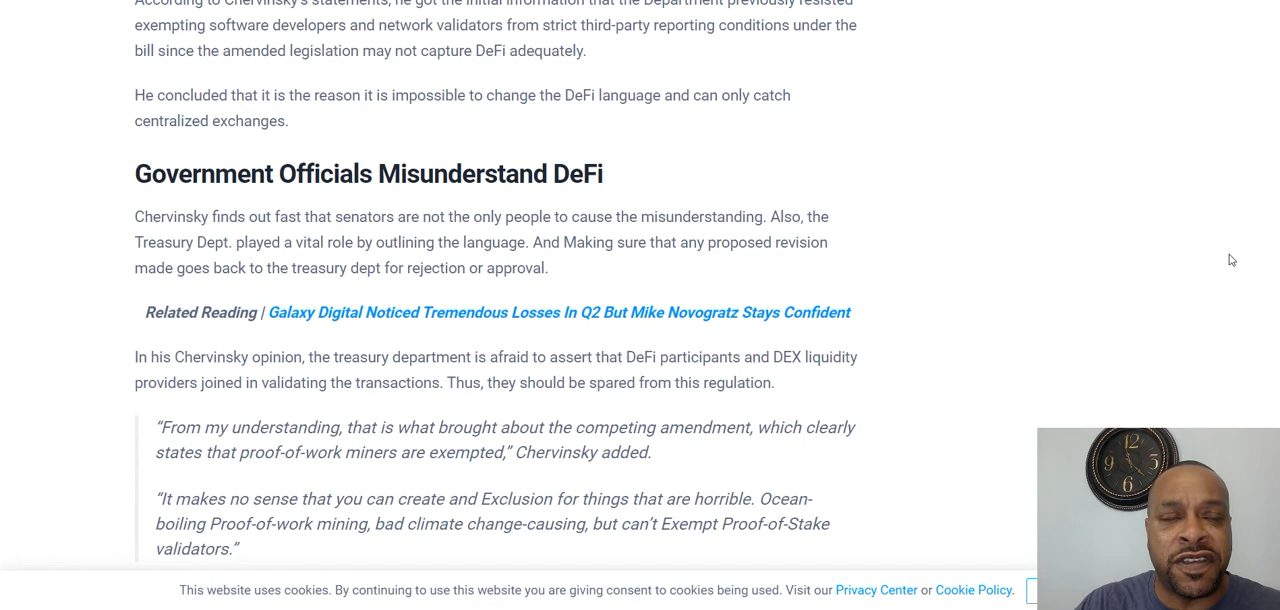 According to Chervinsky's statements, he got the initial information that the Department previously resisted
exempting software developers and network validators from strict third-party reporting conditions under the
bill since the amended legislation may not capture DeFi adequately.
He concluded that it is the reason it is impossible to change the DeFi language and can only catch
centralized exchanges.
Government Officials Misunderstand DeFi
Chervinsky finds out fast that senators are not the only people to cause the misunderstanding. Also, the
Treasury Dept. played a vital role by outlining the language. And Making sure that any proposed revision
made goes back to the treasury dept for rejection or approval.
Related Reading | Galaxy Digital Noticed Tremendous Losses In Q2 But Mike Novogratz Stays Confident
In his Chervinsky opinion, the treasury department is afraid to assert that DeFi participants and DEX liquidity
providers joined in validating the transactions. Thus, they should be spared from this regulation.
“From my understanding, that is what brought about the competing amendment, which clearly
states that proof-of-work miners are exempted,” Chervinsky added.
“It makes no sense that you can create and Exclusion for things that are horrible. Ocean-
boiling Proof-of-work mining, bad climate change-causing, but can’t Exempt Proof-of-Stake
validators.”
This website uses cookies. By continuing to use this website you are giving consent to cookies being used. Visit our Privacy Center or Cookie Policy.
12
3
6
9